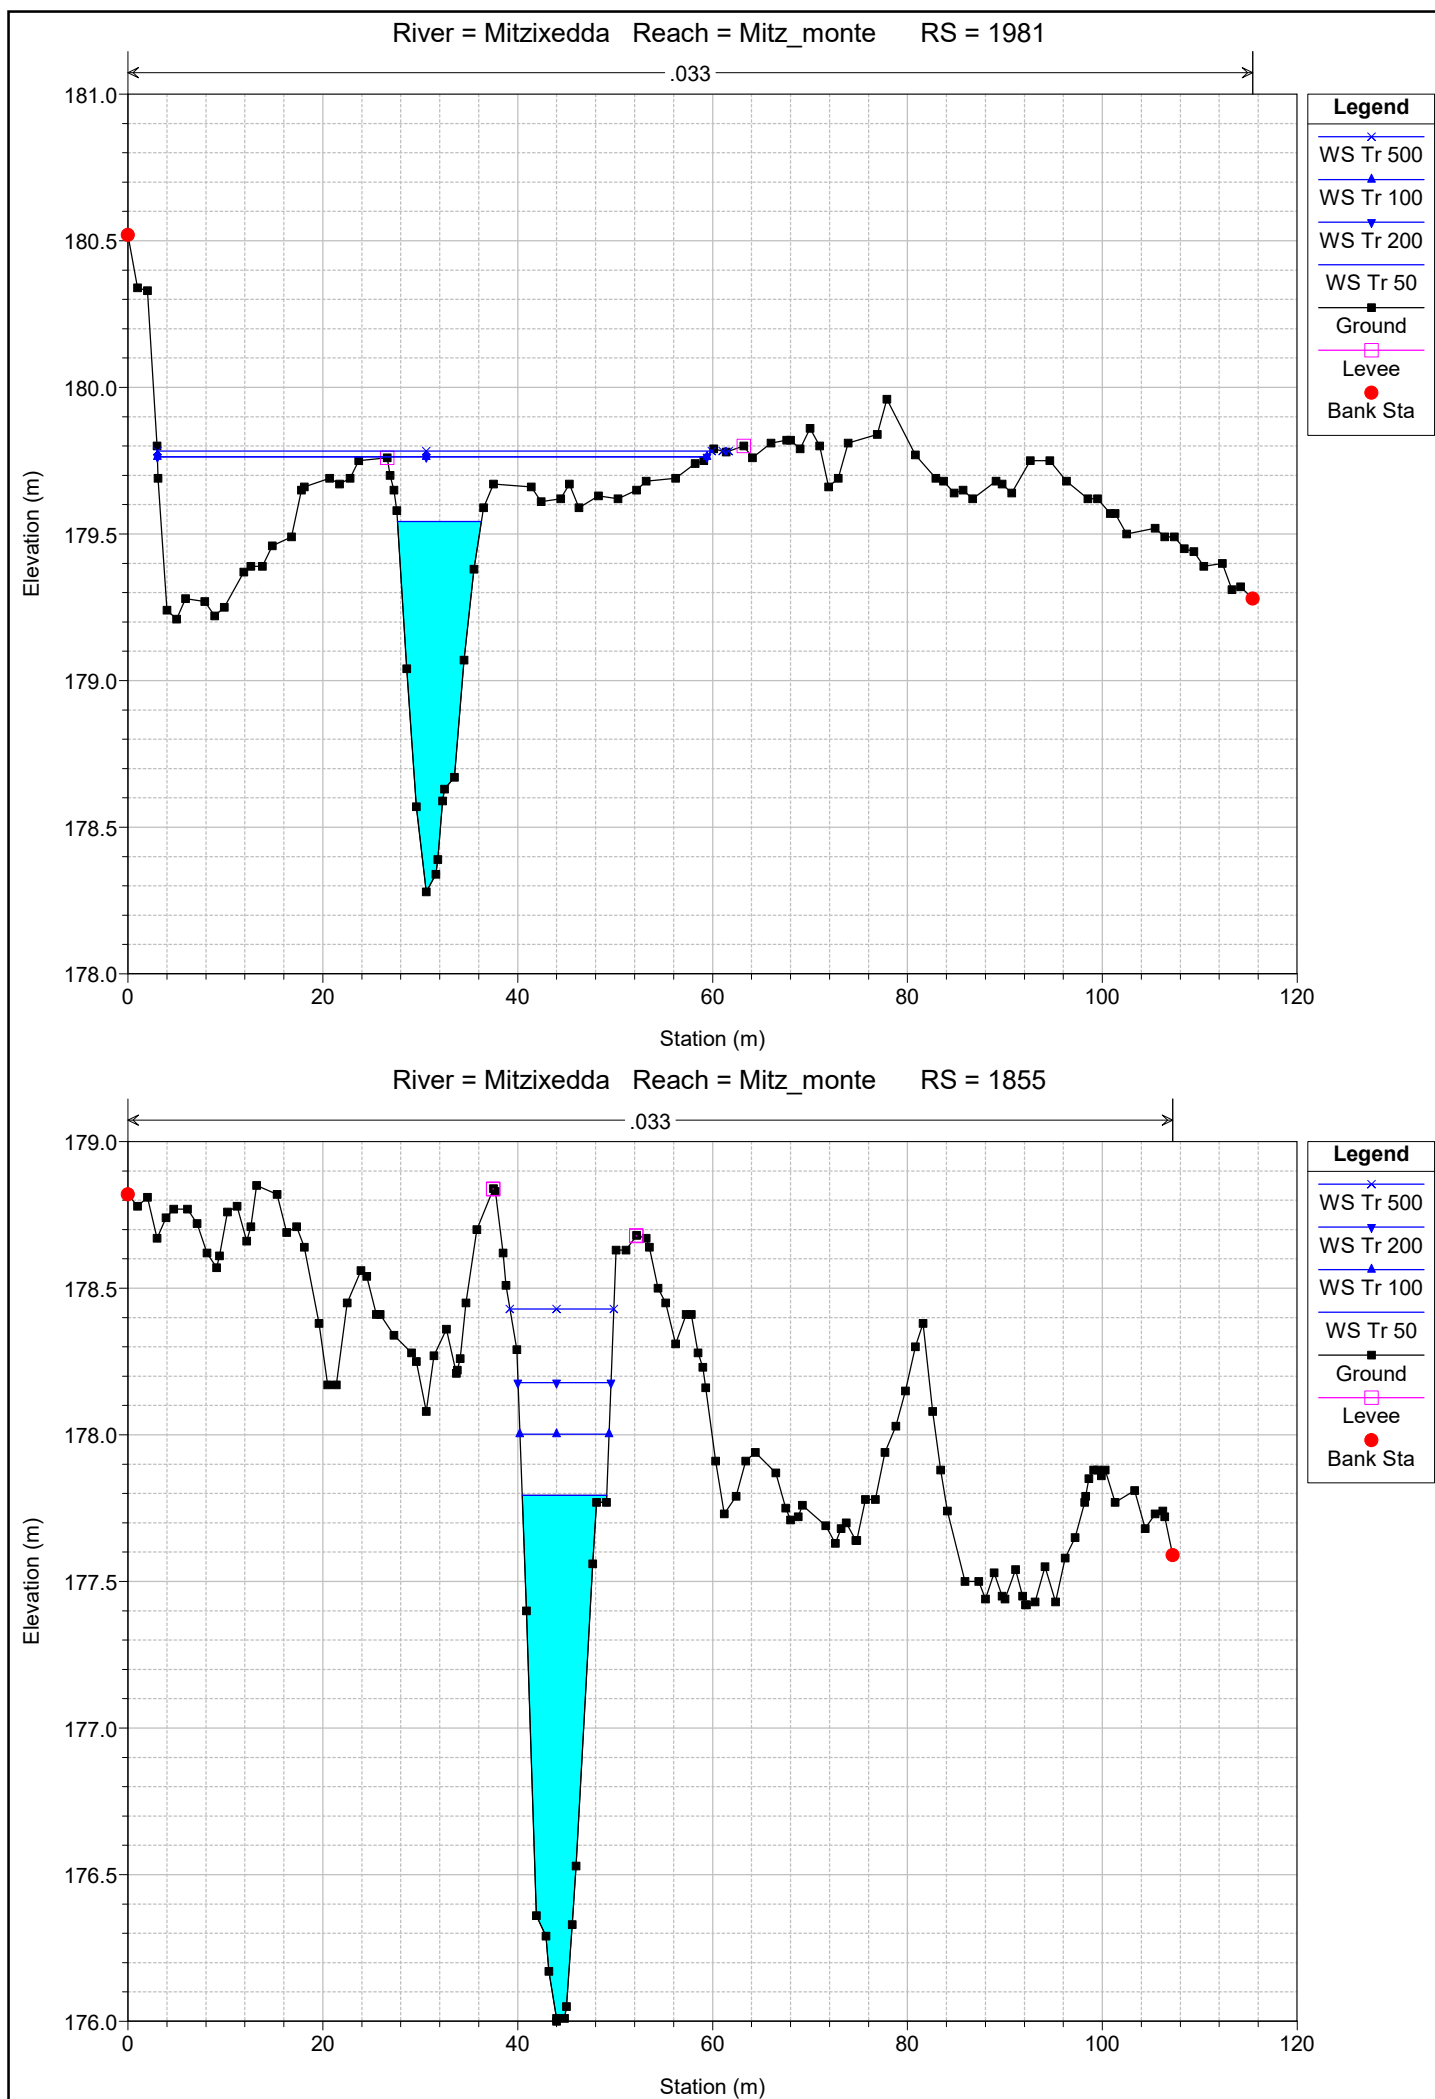 River = Mitzixedda   Reach = Mitz_monte      RS = 1981
.033
181.0
180.5
180.0
179.5
179.0
178.5
178.0
Elevation (m)
0 20 40 60 80 100 120
Station (m)
Legend
WS Tr 500
WS Tr 100
WS Tr 200
WS Tr 50
Ground
Levee
Bank Sta
River = Mitzixedda   Reach = Mitz_monte      RS = 1855
.033
179.0
178.5
178.0
177.5
177.0
176.5
176.0
Elevation (m)
0 20 40 60 80 100 120
Station (m)
Legend
WS Tr 500
WS Tr 200
WS Tr 100
WS Tr 50
Ground
Levee
Bank Sta